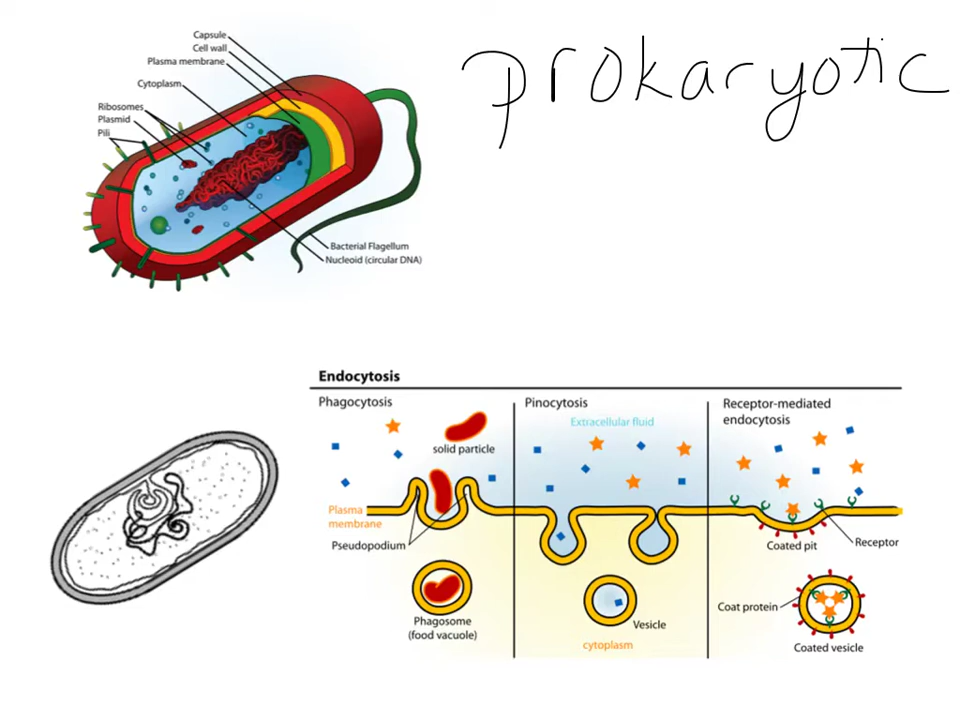 prokaryotic
Capsule
Cell wall
Plasma membrane
Cytoplasm
Ribosomes
Plasmid
Pili
Bacterial Flagellum
Nucleoid (circular DNA)
Endocytosis
Phagocytosis
solid particle
Plasma
membrane
Pseudopodium
Phagosome
(food vacuole)
Pinocytosis
Extracellular fluid
Vesicle
cytoplasm
Receptor-mediated
endocytosis
Coated pit
Receptor
Coat protein
Coated vesicle